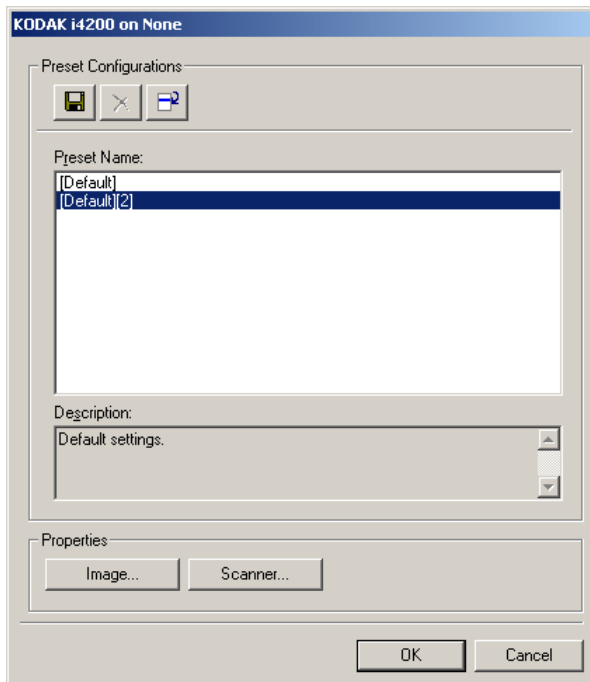 KODAK i4200 on None
Preset Configurations
Preset Name:
[Default]
[Default][2]
Description:
Default settings.
Properties
Image...
Scanner...
OK
Cancel